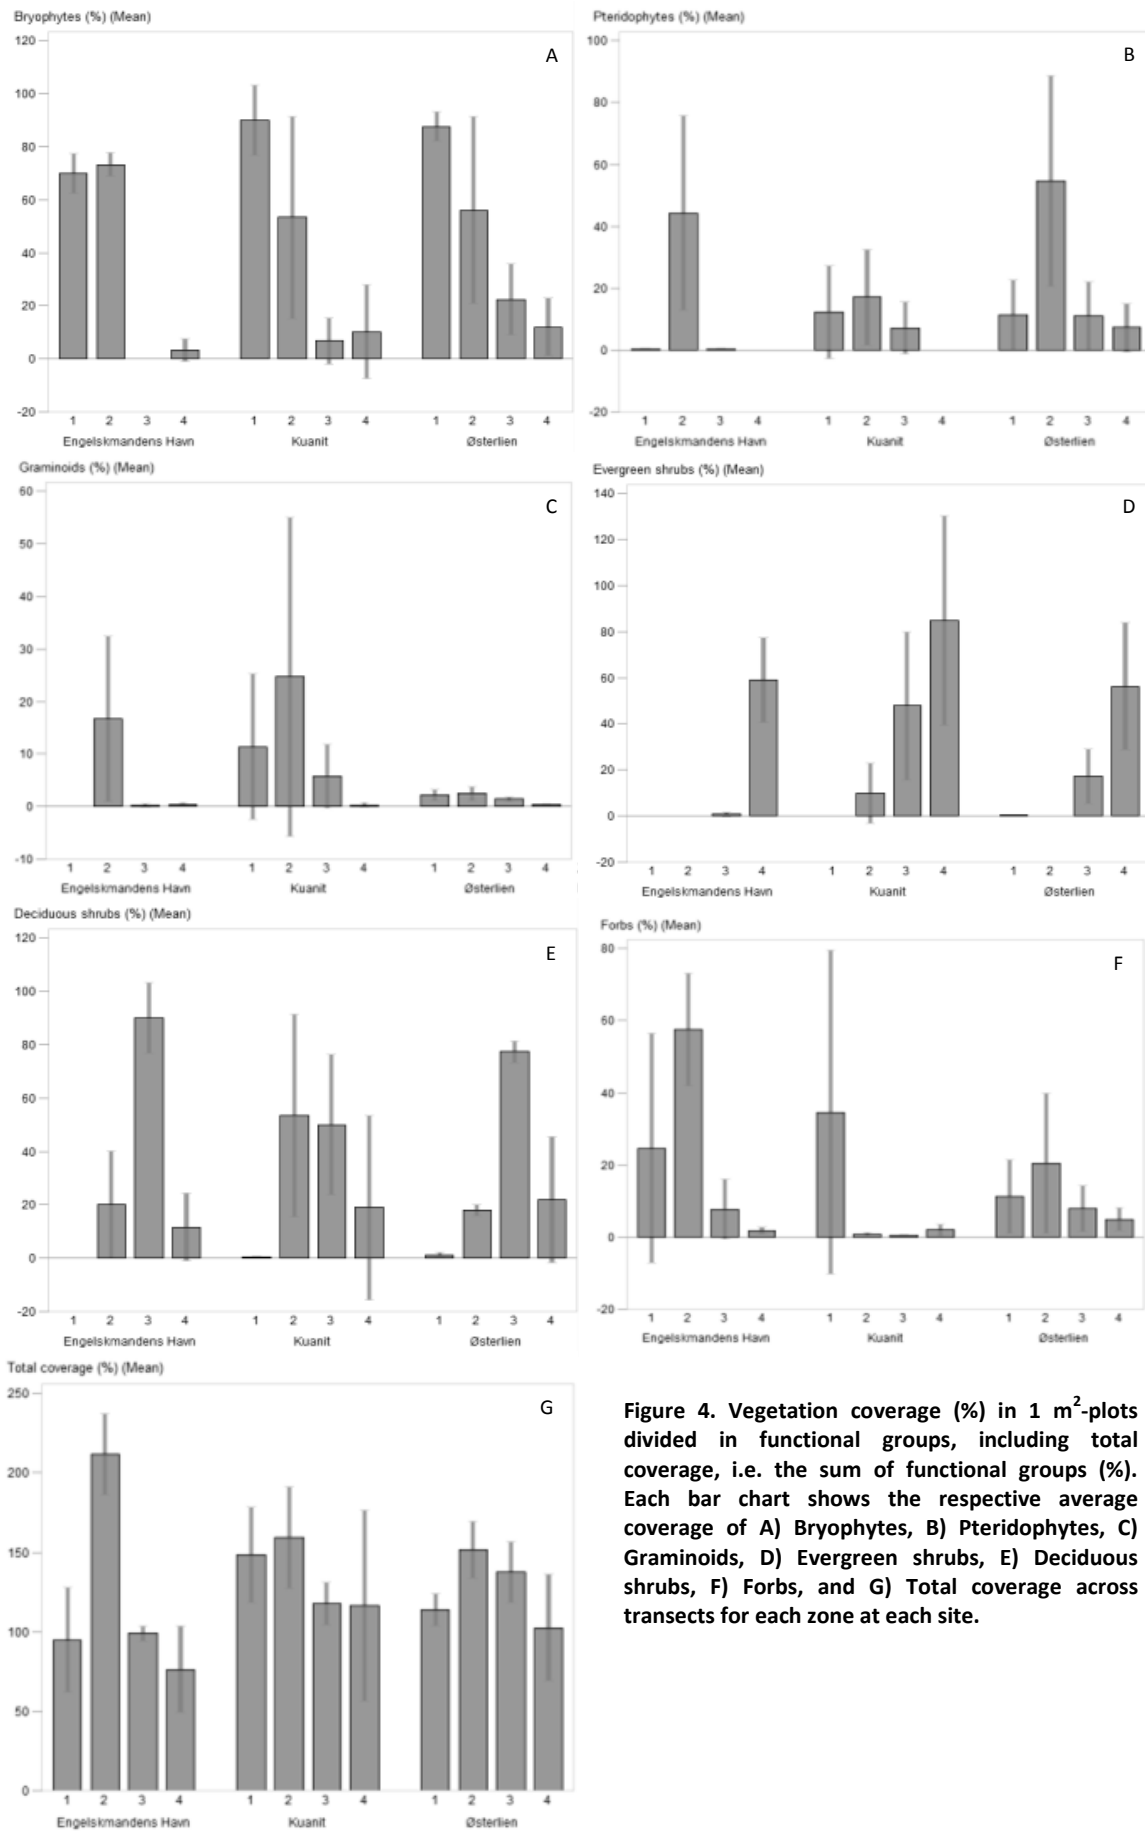 Bryophytes (%) (Mean)
A
120
100
80
60
40
20
0
-20
1 2 3 4 1 2 3 4 1 2 3 4
Engelskmandens Havn Kuanit Østerlien
Pteridophytes (%) (Mean)
B
100
80
60
40
20
0
-20
1 2 3 4 1 2 3 4 1 2 3 4
Engelskmandens Havn Kuanit Østerlien
Graminoids (%) (Mean)
C
60
50
40
30
20
10
0
-10
1 2 3 4 1 2 3 4 1 2 3 4
Engelskmandens Havn Kuanit Østerlien
Evergreen shrubs (%) (Mean)
D
140
120
100
80
60
40
20
0
-20
1 2 3 4 1 2 3 4 1 2 3 4
Engelskmandens Havn Kuanit Østerlien
Deciduous shrubs (%) (Mean)
E
120
100
80
60
40
20
0
-20
1 2 3 4 1 2 3 4 1 2 3 4
Engelskmandens Havn Kuanit Østerlien
Forbs (%) (Mean)
F
80
60
40
20
0
-20
1 2 3 4 1 2 3 4 1 2 3 4
Engelskmandens Havn Kuanit Østerlien
Total coverage (%) (Mean)
G
250
200
150
100
50
0
1 2 3 4 1 2 3 4 1 2 3 4
Engelskmandens Havn Kuanit Østerlien
Figure 4. Vegetation coverage (%) in 1 m²-plots
divided in functional groups, including total
coverage, i.e. the sum of functional groups (%).
Each bar chart shows the respective average
coverage of A) Bryophytes, B) Pteridophytes, C)
Graminoids, D) Evergreen shrubs, E) Deciduous
shrubs, F) Forbs, and G) Total coverage across
transects for each zone at each site.